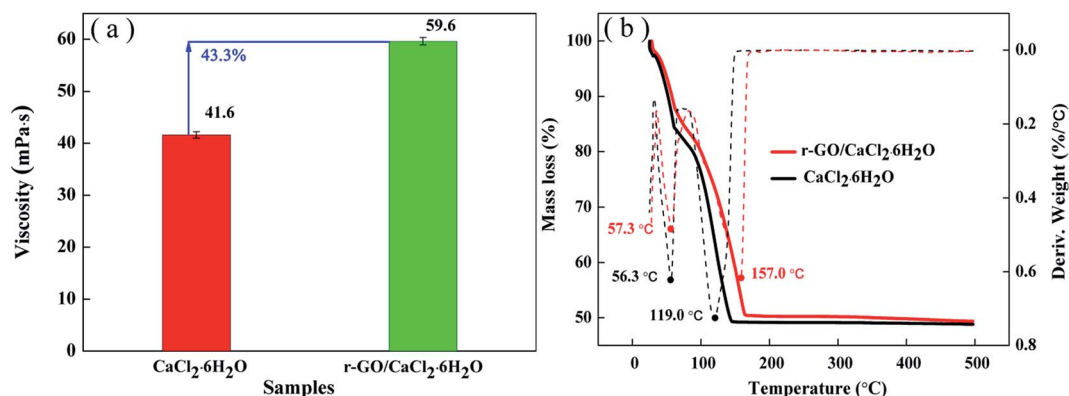 ( a )
Viscosity (mPa·s)
60
50
40
30
20
10
0
43.3%
41.6
59.6
CaCl2·6H2O
r-GO/CaCl2·6H2O
Samples
( b )
Mass loss (%)
100
90
80
70
60
50
0
100
200
300
400
500
Temperature (°C)
0.0
0.2
0.4
0.6
0.8
Deriv. Weight (%/°C)
r-GO/CaCl2·6H2O
CaCl2·6H2O
57.3 °C
56.3 °C
119.0 °C
157.0 °C